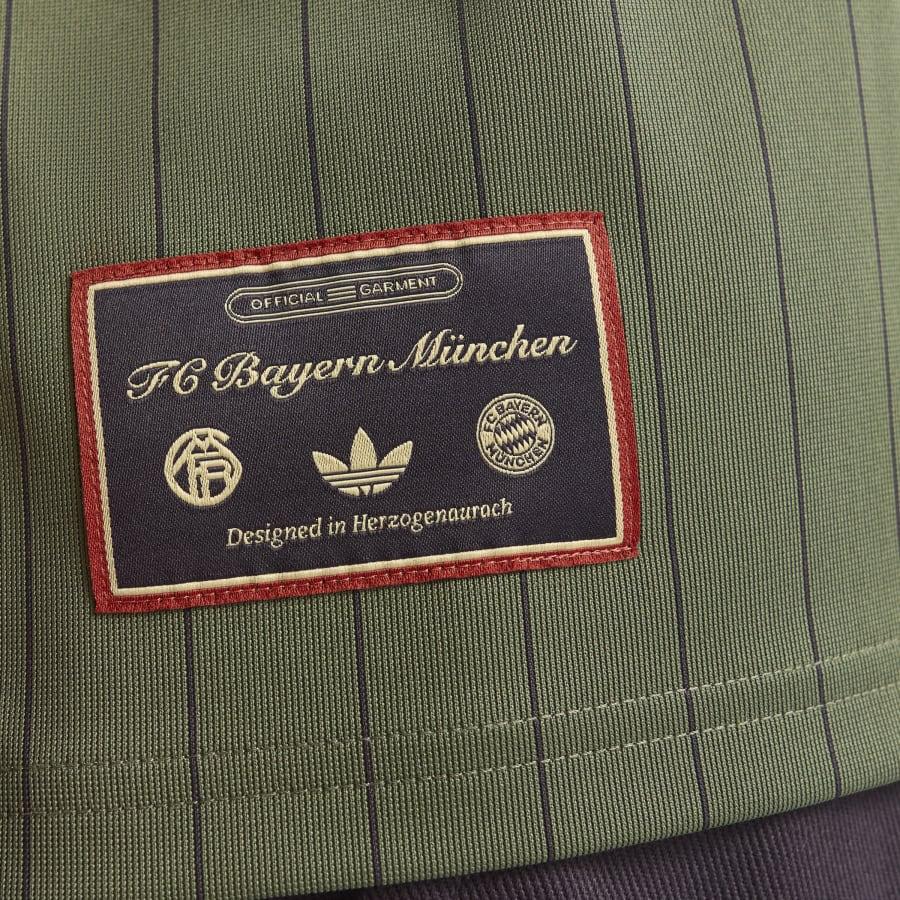 OFFICIAL GARMENT
FC Bayern München
FC BAYERN
MÜNCHEN
Designed in Herzogenaurach